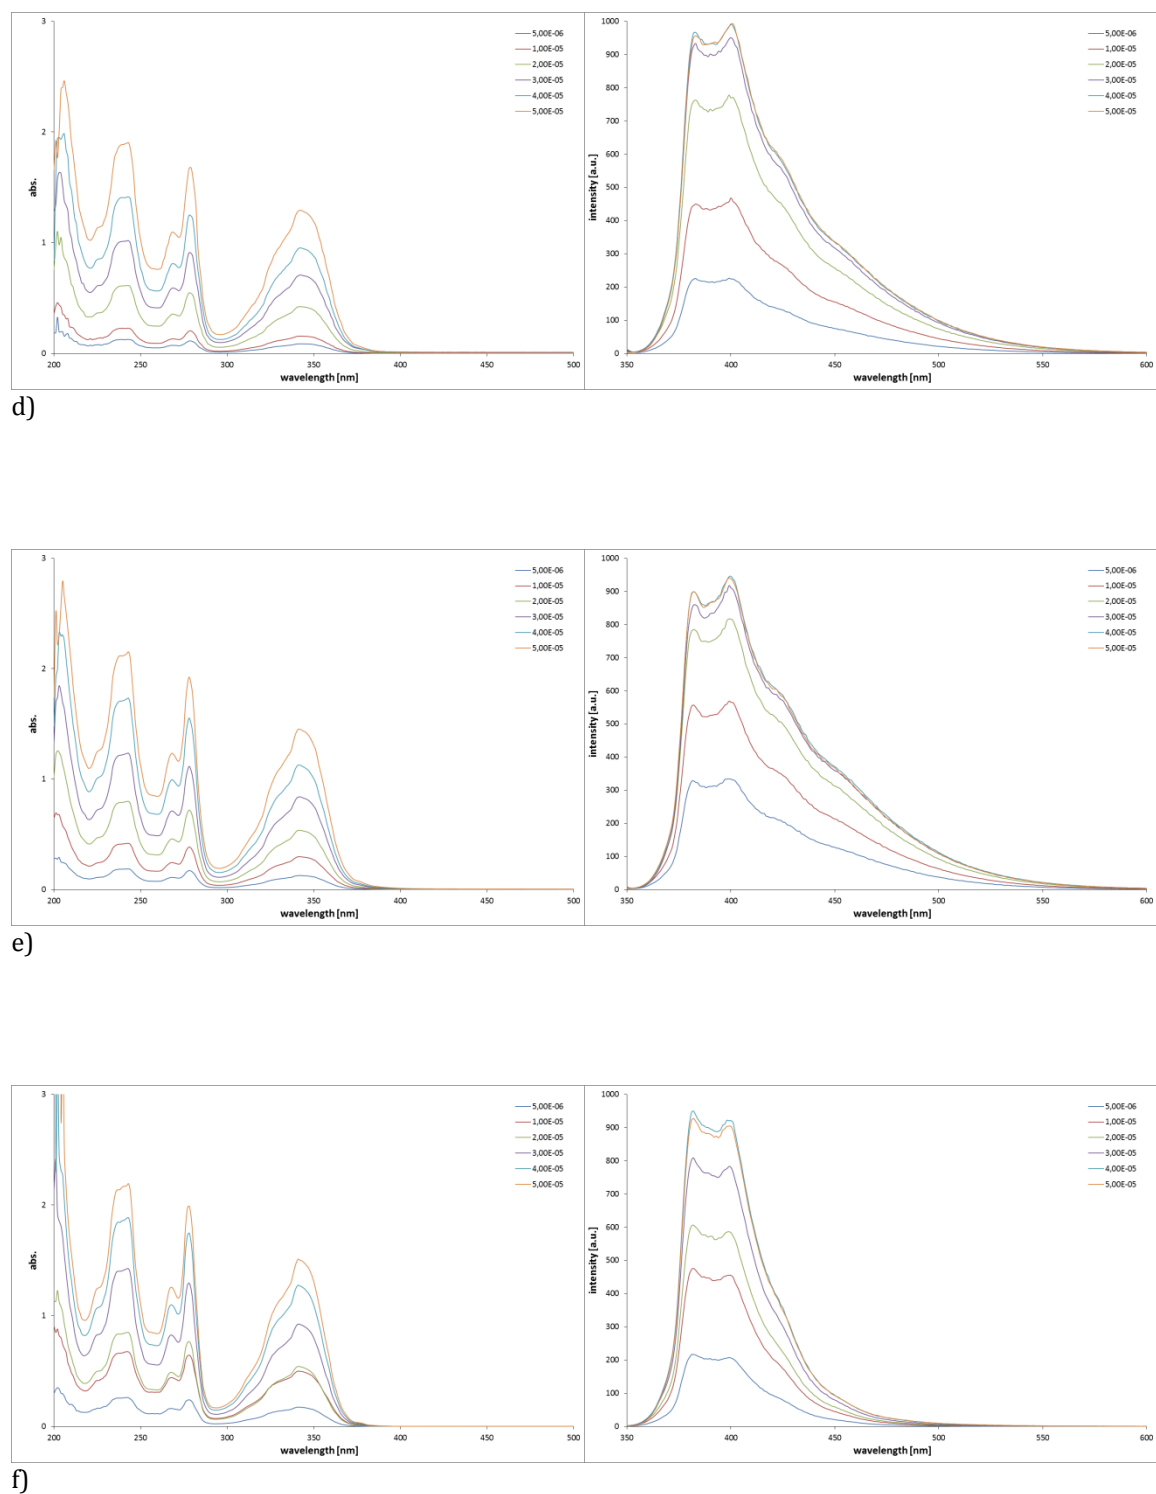 3
2
1
0
abs.
200 250 300 350 400 450 500
wavelength [nm]
5,00E-06
1,00E-05
2,00E-05
3,00E-05
4,00E-05
5,00E-05
1000
900
800
700
600
500
400
300
200
100
0
intensity [a.u.]
350 400 450 500 550 600
wavelength [nm]
5,00E-06
1,00E-05
2,00E-05
3,00E-05
4,00E-05
5,00E-05
d)
3
2
1
0
abs.
200 250 300 350 400 450 500
wavelength [nm]
5,00E-06
1,00E-05
2,00E-05
3,00E-05
4,00E-05
5,00E-05
1000
900
800
700
600
500
400
300
200
100
0
intensity [a.u.]
350 400 450 500 550 600
wavelength [nm]
5,00E-06
1,00E-05
2,00E-05
3,00E-05
4,00E-05
5,00E-05
e)
3
2
1
0
abs.
200 250 300 350 400 450 500
wavelength [nm]
5,00E-06
1,00E-05
2,00E-05
3,00E-05
4,00E-05
5,00E-05
1000
900
800
700
600
500
400
300
200
100
0
intensity [a.u.]
350 400 450 500 550 600
wavelength [nm]
5,00E-06
1,00E-05
2,00E-05
3,00E-05
4,00E-05
5,00E-05
f)